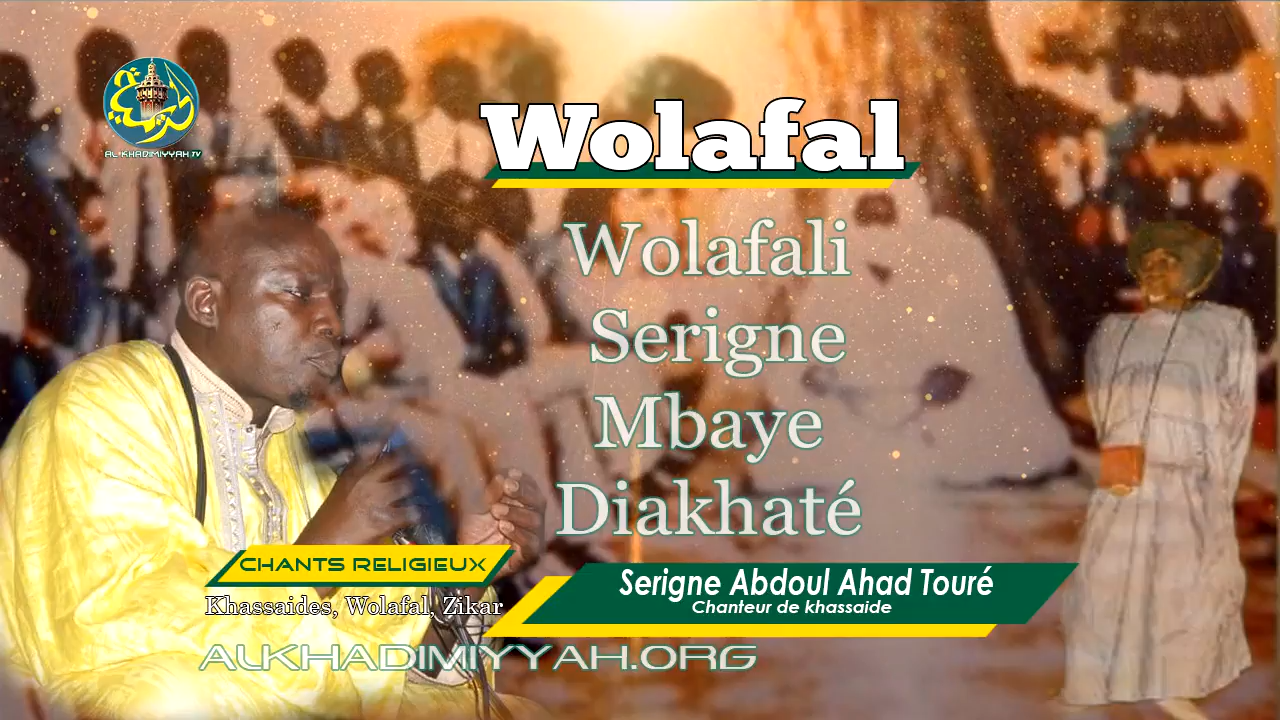 AL KHADIMIYYAH TV
Wolafal
Wolafali
Serigne
Mbaye
Diakhaté
CHANTS RELIGIEUX
Khassaides, Wolafal, Zikar
Serigne Abdoul Ahad Touré
Chanteur de khassaide
ALKHADIMIYYAH.ORG